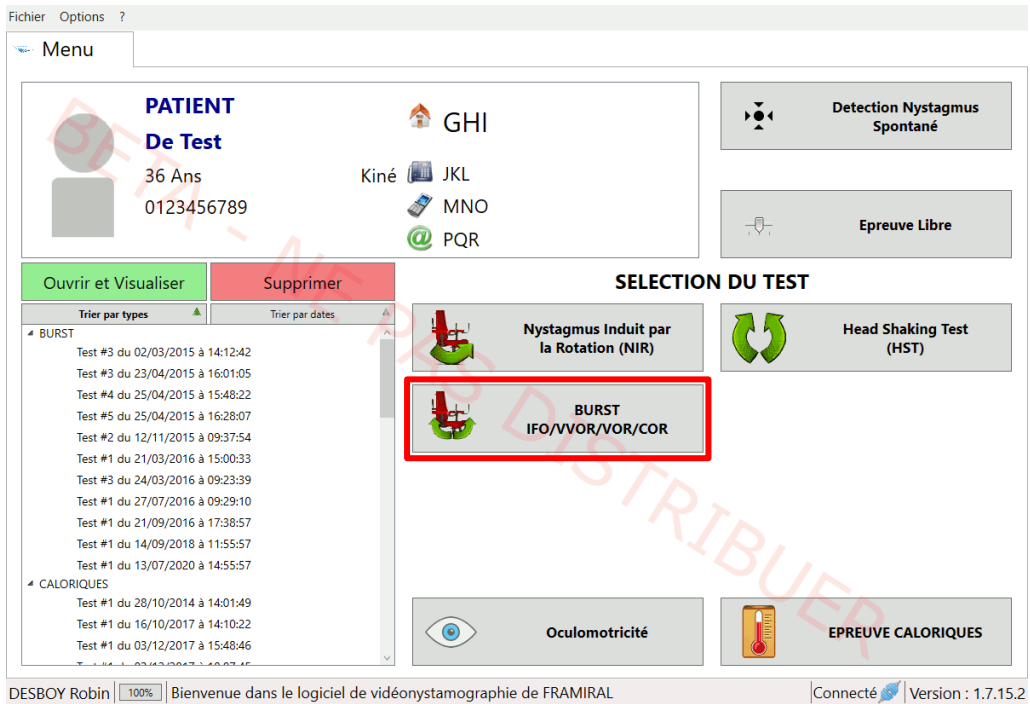 Fichier Options ?
Menu
PATIENT
De Test
36 Ans
0123456789
GHI
Kiné JKL
MNO
PQR
Detection Nystagmus
Spontané
Epreuve Libre
Ouvrir et Visualiser Supprimer
Trier par types Trier par dates
BURST
Test #3 du 02/03/2015 à 14:12:42
Test #3 du 23/04/2015 à 16:01:05
Test #4 du 25/04/2015 à 15:48:22
Test #5 du 25/04/2015 à 16:28:07
Test #2 du 12/11/2015 à 09:37:54
Test #1 du 21/03/2016 à 15:00:33
Test #3 du 24/03/2016 à 09:23:39
Test #1 du 27/07/2016 à 09:29:10
Test #1 du 21/09/2016 à 17:38:57
Test #1 du 14/09/2018 à 11:55:57
Test #1 du 13/07/2020 à 14:55:57
CALORIQUES
Test #1 du 28/10/2014 à 14:01:49
Test #1 du 16/10/2017 à 14:10:22
Test #1 du 03/12/2017 à 15:48:46
SELECTION DU TEST
Nystagmus Induit par
la Rotation (NIR)
Head Shaking Test
(HST)
BURST
IFO/VVOR/VOR/COR
Oculomotricité
EPREUVE CALORIQUES
BETA - NE PAS DISTRIBUER
DESBOY Robin 100% Bienvenue dans le logiciel de vidéonystamographie de FRAMIRAL Connecté Version : 1.7.15.2